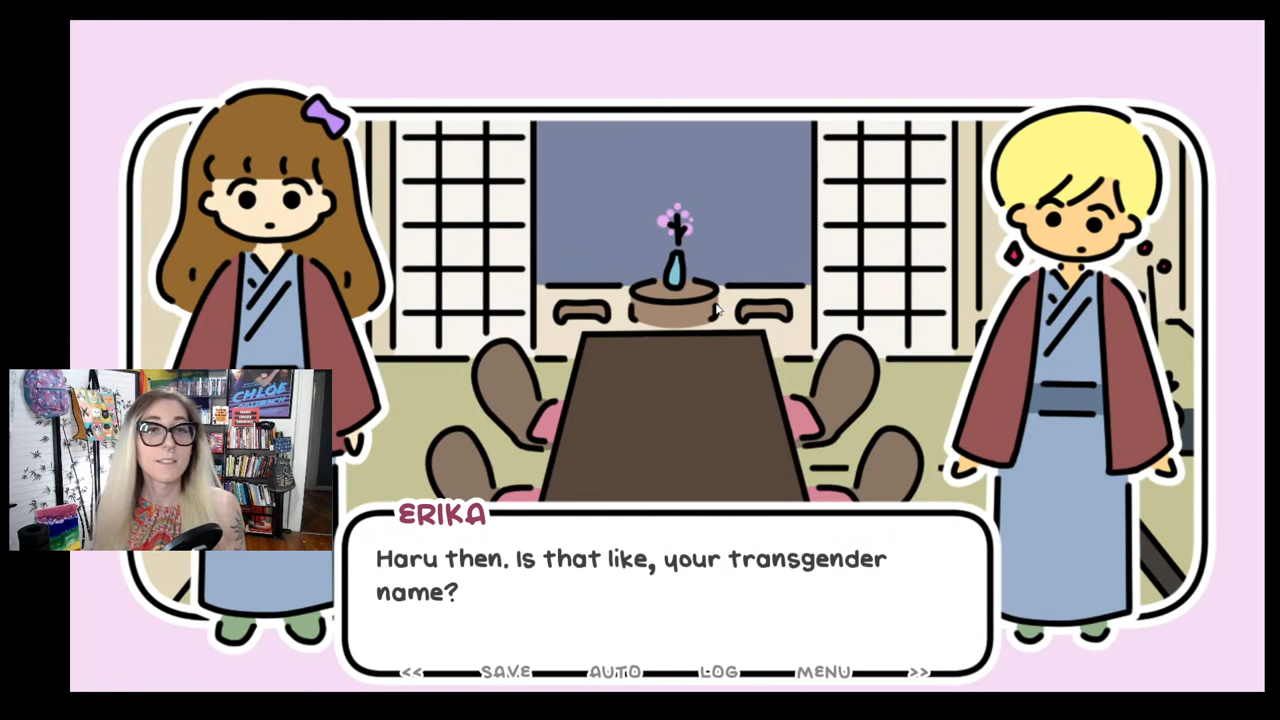 CHLOE
ERIKA
Haru then. Is that like, your transgender
name?
<< SAVE AUTO LOG MENU >>